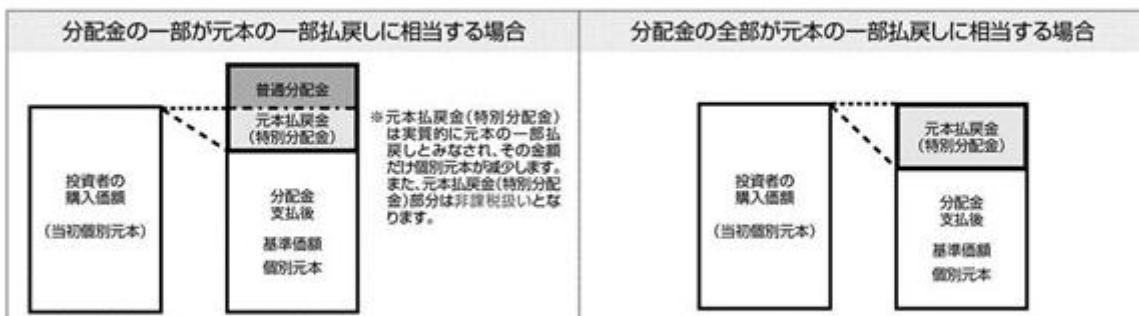 分配金の一部が元本の一部払戻しに相当する場合
普通分配金
元本払戻金
(特別分配金)
投資者の
購入価額
(当初個別元本)
分配金
支払後
基準価額
個別元本
※元本払戻金(特別分配金)
は実質的に元本の一部払
戻しとみなされ、その金額
だけ個別元本が減少します。
また、元本払戻金(特別分配
金)部分は非課税扱いとな
ります。
分配金の全部が元本の一部払戻しに相当する場合
元本払戻金
(特別分配金)
投資者の
購入価額
(当初個別元本)
分配金
支払後
基準価額
個別元本